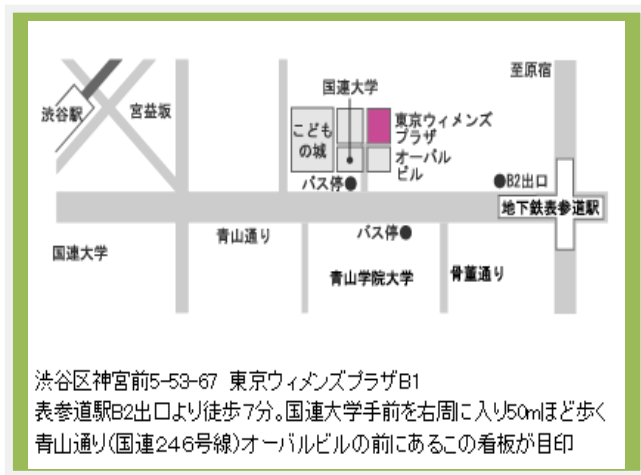 至原宿
国連大学
渋谷駅
宮益坂
こども
の城
東京ウィメンズ
プラザ
オーバル
ビル
バス停●
●B2出口
地下鉄表参道駅
青山通り
バス停●
国連大学
青山学院大学
骨董通り
渋谷区神宮前5-53-67 東京ウィメンズプラザB1
表参道駅B2出口より徒歩7分。国連大学手前を右周に入り50mほど歩く
青山通り(国連246号線)オーバルビルの前にあるこの看板が目印